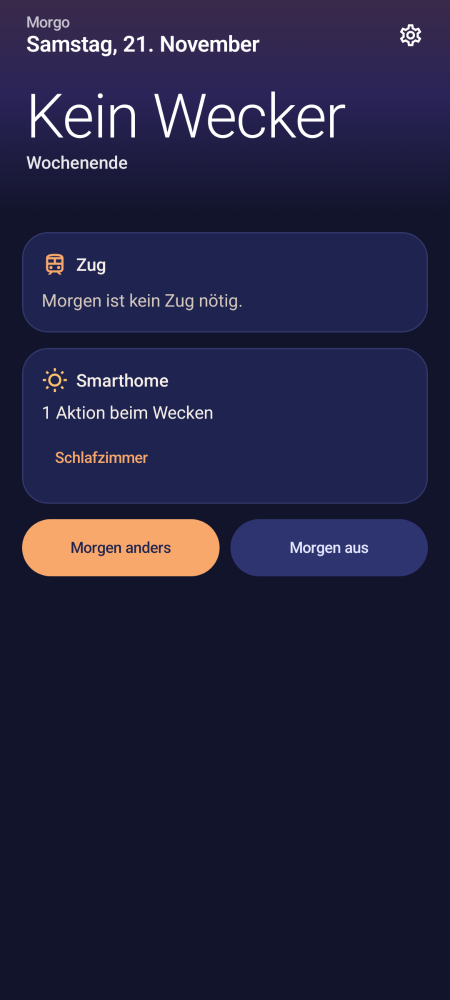 Morgo
Samstag, 21. November
Kein Wecker
Wochenende
Zug
Morgen ist kein Zug nötig.
Smarthome
1 Aktion beim Wecken
Schlafzimmer
Morgen anders
Morgen aus